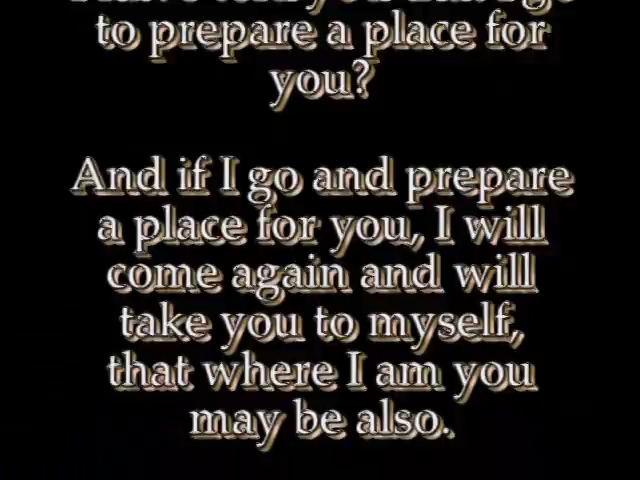 to prepare a place for
you?
And if I go and prepare
a place for you, I will
come again and will
take you to myself,
that where I am you
may be also.